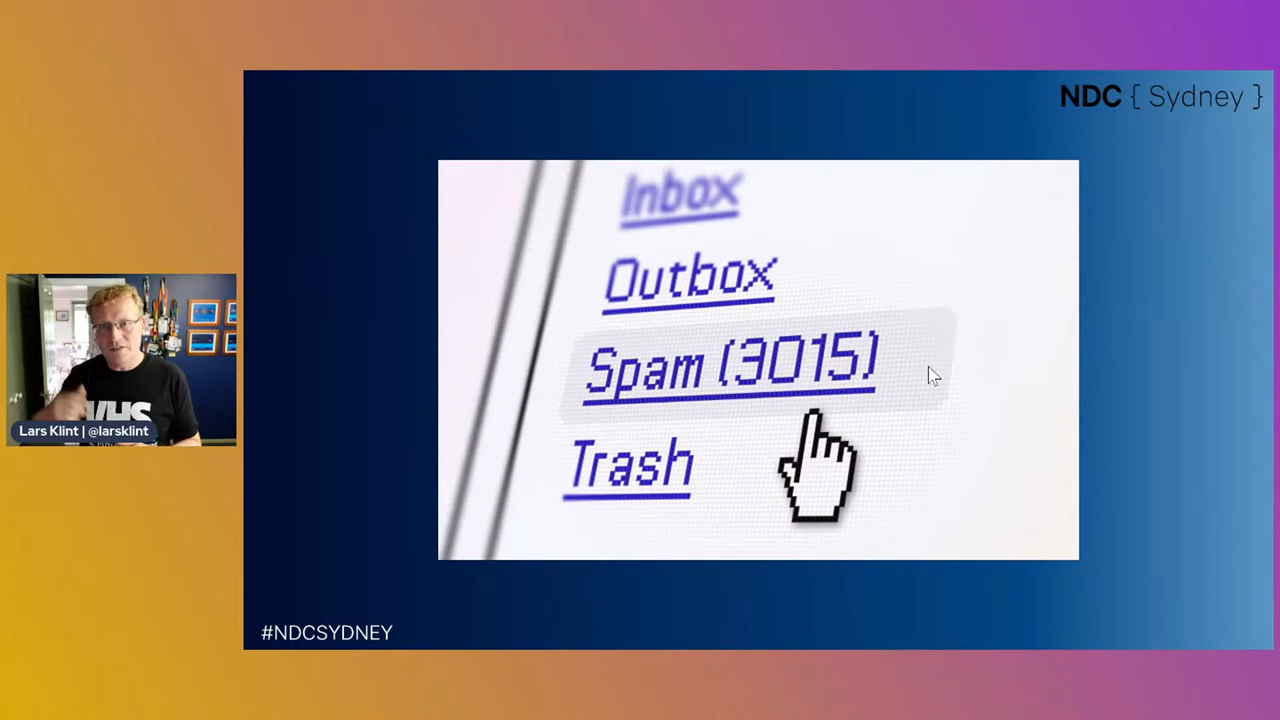 NDC { Sydney }
Inbox
Outbox
Spam (3015)
Trash
Lars Klint | @larsklint
#NDCSYDNEY